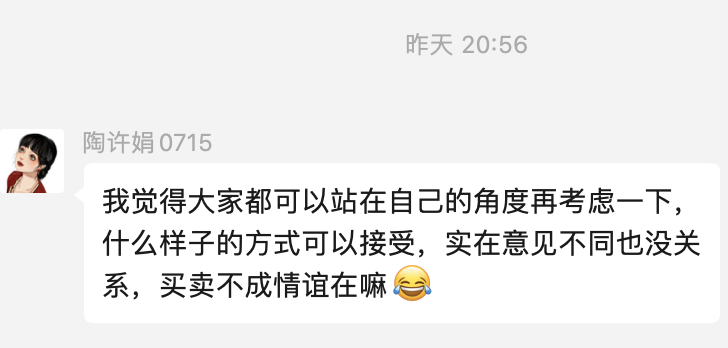 昨天 20:56
陶许娟0715
我觉得大家都可以站在自己的角度再考虑一下，
什么样子的方式可以接受，实在意见不同也没关
系，买卖不成情谊在嘛😂